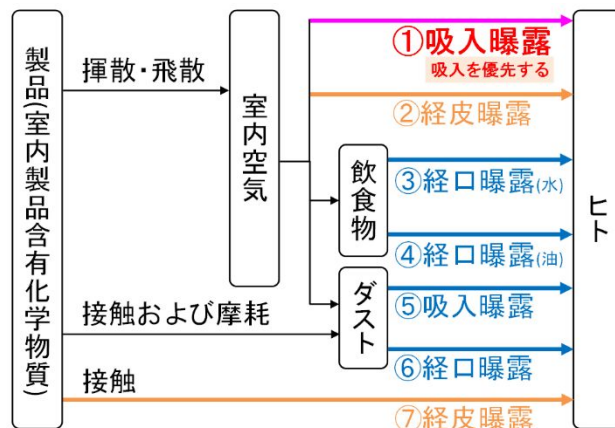 製品(室内製品含有化学物質)
揮散・飛散
室内空気
①吸入曝露
吸入を優先する
②経皮曝露
飲食物
③経口曝露(水)
④経口曝露(油)
接触および摩耗
ダスト
⑤吸入曝露
⑥経口曝露
接触
⑦経皮曝露
ヒト